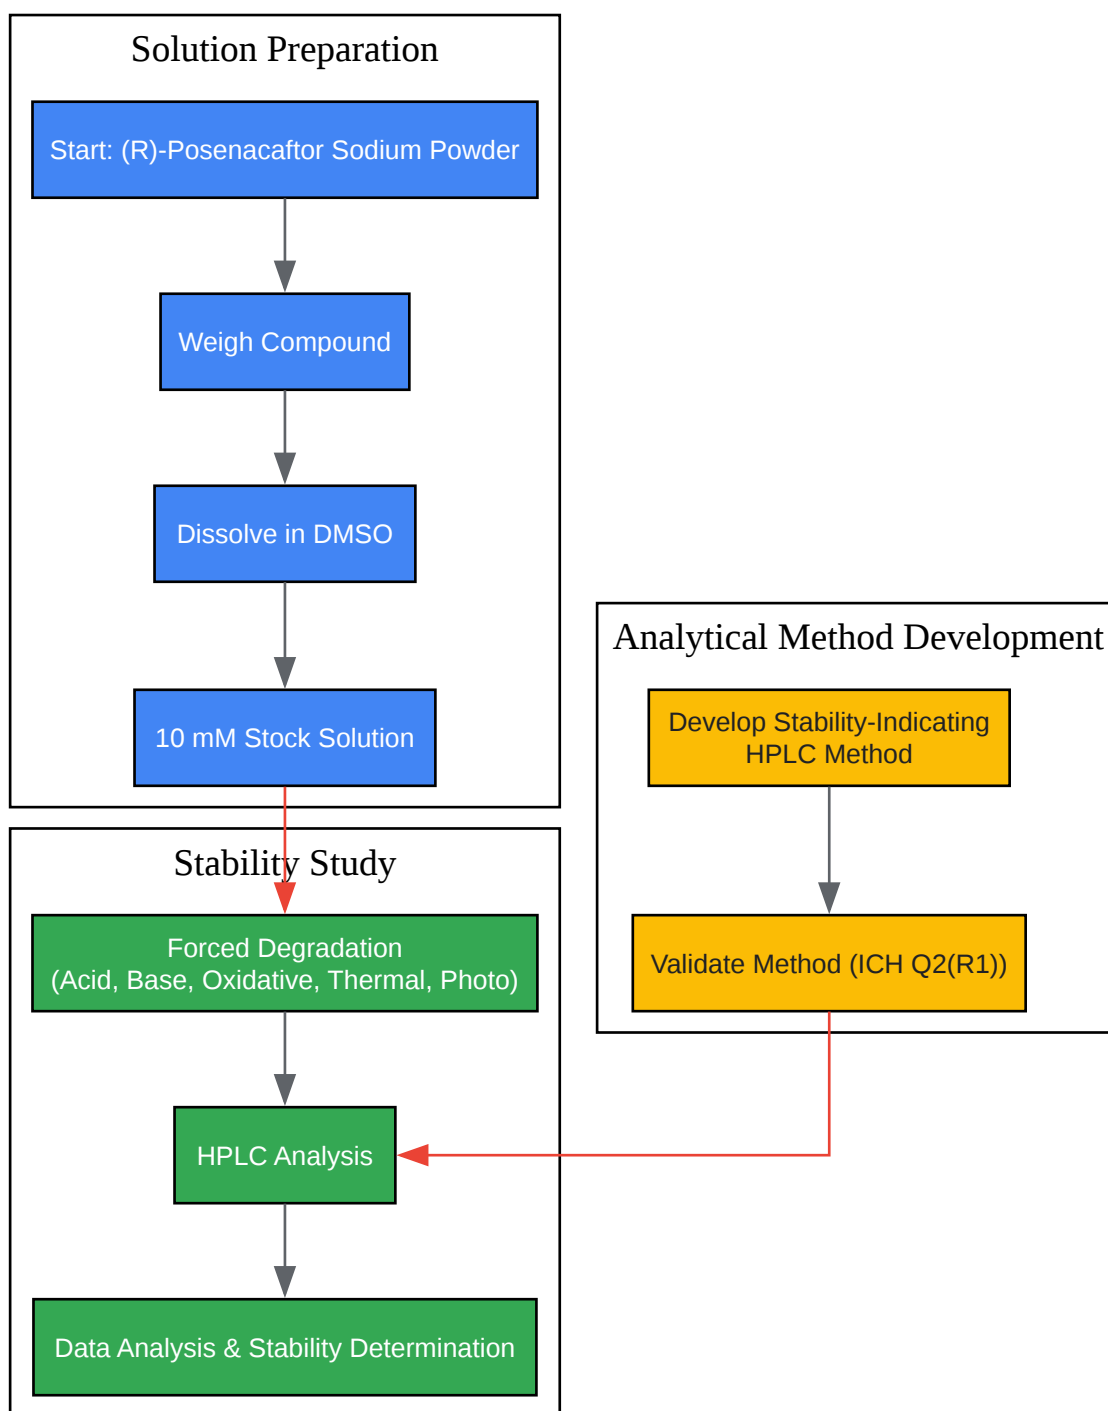 Solution Preparation
Start: (R)-Posenacaftor Sodium Powder
Weigh Compound
Dissolve in DMSO
10 mM Stock Solution
Analytical Method Development
Develop Stability-Indicating
HPLC Method
Validate Method (ICH Q2(R1))
Stability Study
Forced Degradation
(Acid, Base, Oxidative, Thermal, Photo)
HPLC Analysis
Data Analysis & Stability Determination